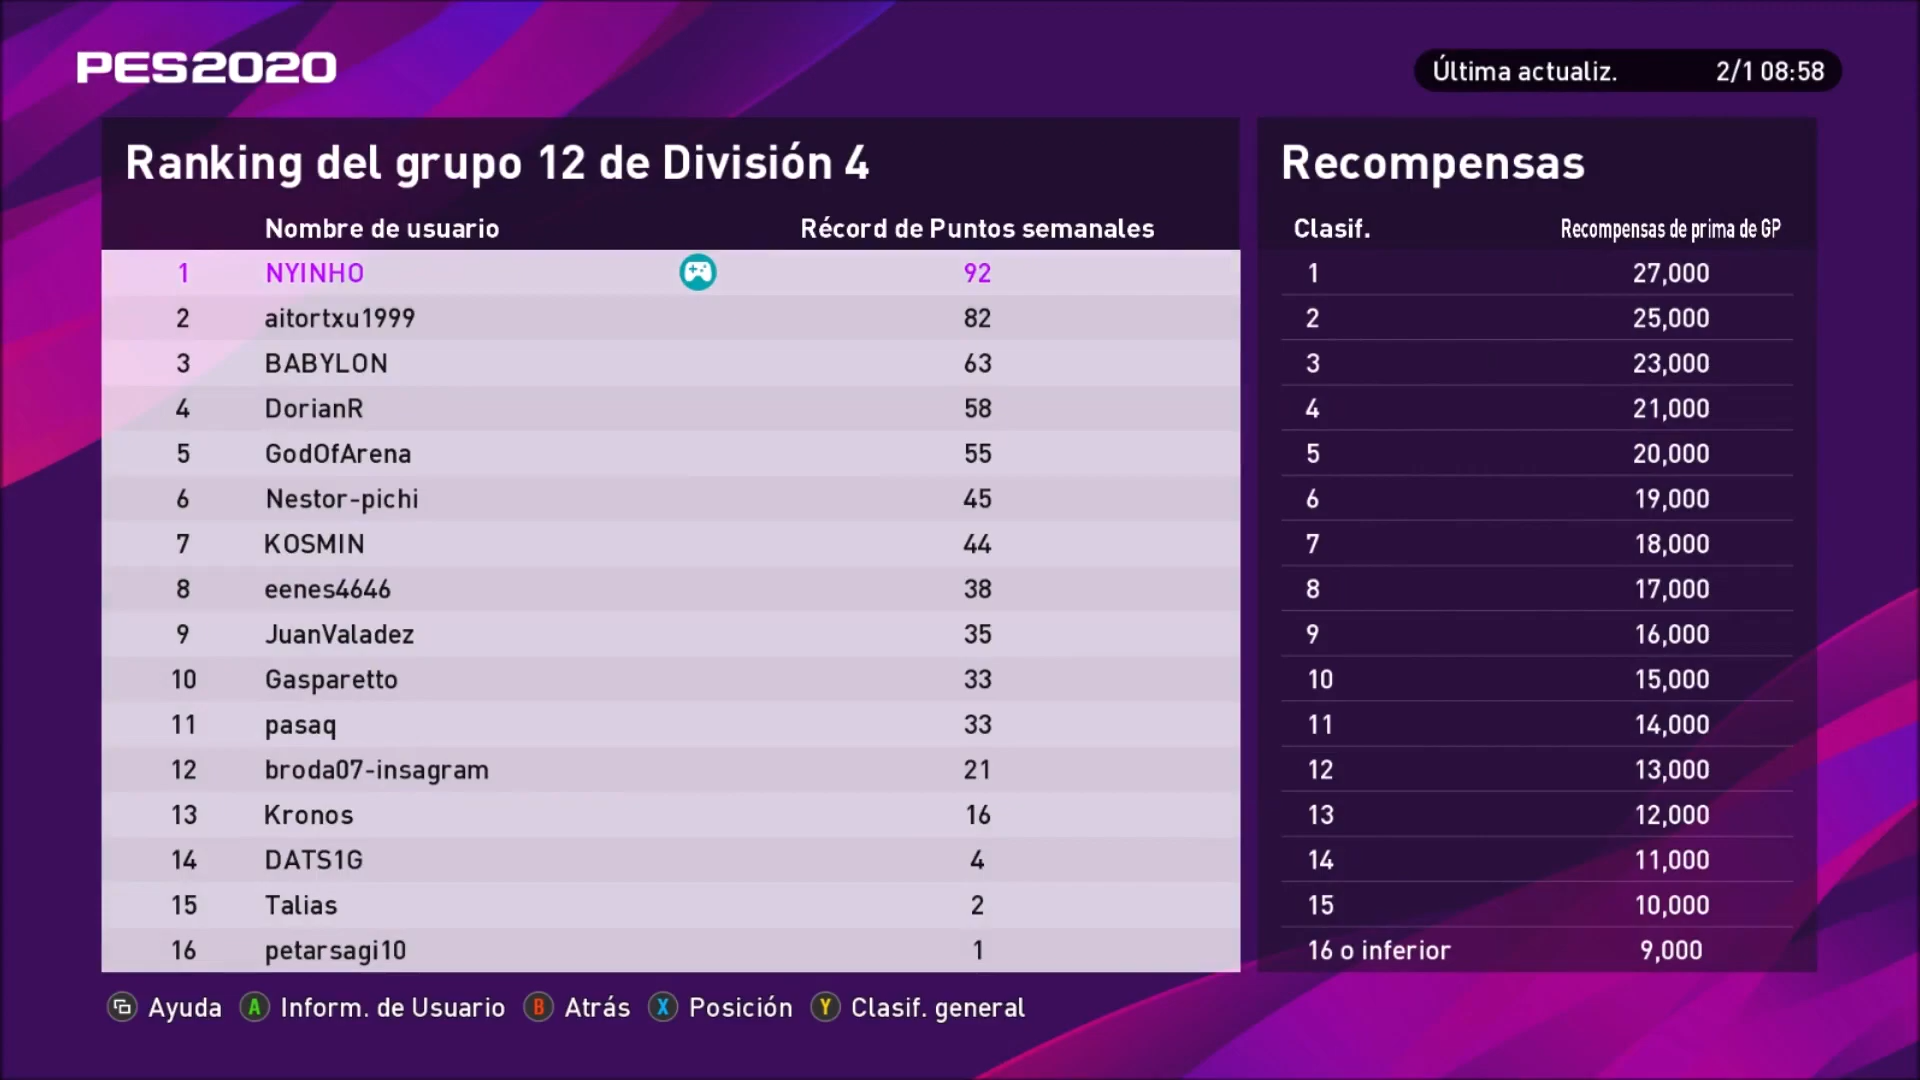 PES2020
Última actualiz. 2/1 08:58
Ranking del grupo 12 de División 4
Nombre de usuario Récord de Puntos semanales
1 NYINHO 92
2 aitortxu1999 82
3 BABYLON 63
4 DorianR 58
5 GodOfArena 55
6 Nestor-pichi 45
7 KOSMIN 44
8 eenes4646 38
9 JuanValadez 35
10 Gasparetto 33
11 pasaq 33
12 broda07-insagram 21
13 Kronos 16
14 DATS1G 4
15 Talias 2
16 petarsagi10 1
Recompensas
Clasif. Recompensas de prima de GP
1 27,000
2 25,000
3 23,000
4 21,000
5 20,000
6 19,000
7 18,000
8 17,000
9 16,000
10 15,000
11 14,000
12 13,000
13 12,000
14 11,000
15 10,000
16 o inferior 9,000
Ayuda A Inform. de Usuario B Atrás X Posición Y Clasif. general